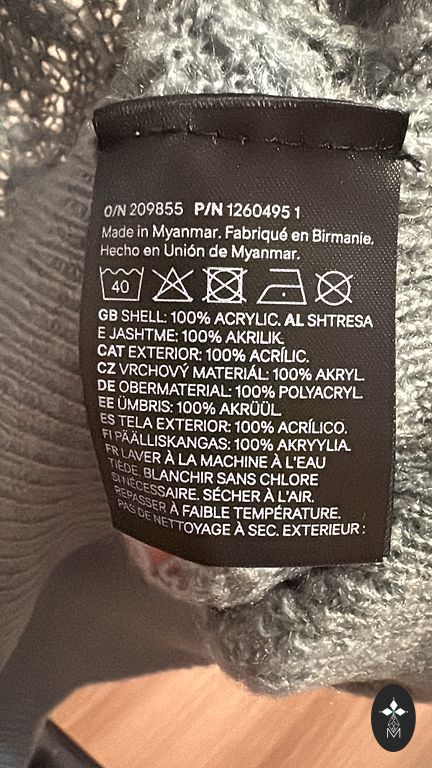 O/N 209855 P/N 1260495 1
Made in Myanmar. Fabriqué en Birmanie.
Hecho en Unión de Myanmar.
40
GB SHELL: 100% ACRYLIC. AL SHTRESA
E JASHTME: 100% AKRILIK.
CAT EXTERIOR: 100% ACRÍLIC.
CZ VRCHOVÝ MATERIÁL: 100% AKRYL.
DE OBERMATERIAL: 100% POLYACRYL.
EE ÜMBRIS: 100% AKRÜÜL.
ES TELA EXTERIOR: 100% ACRÍLICO.
FI PÄÄLLISKANGAS: 100% AKRYYLIA.
FR LAVER À LA MACHINE À L'EAU
TIÈDE. BLANCHIR SANS CHLORE
SI NÉCESSAIRE. SÉCHER À L'AIR.
REPASSER À FAIBLE TEMPÉRATURE.
PAS DE NETTOYAGE À SEC. EXTERIEUR :
M